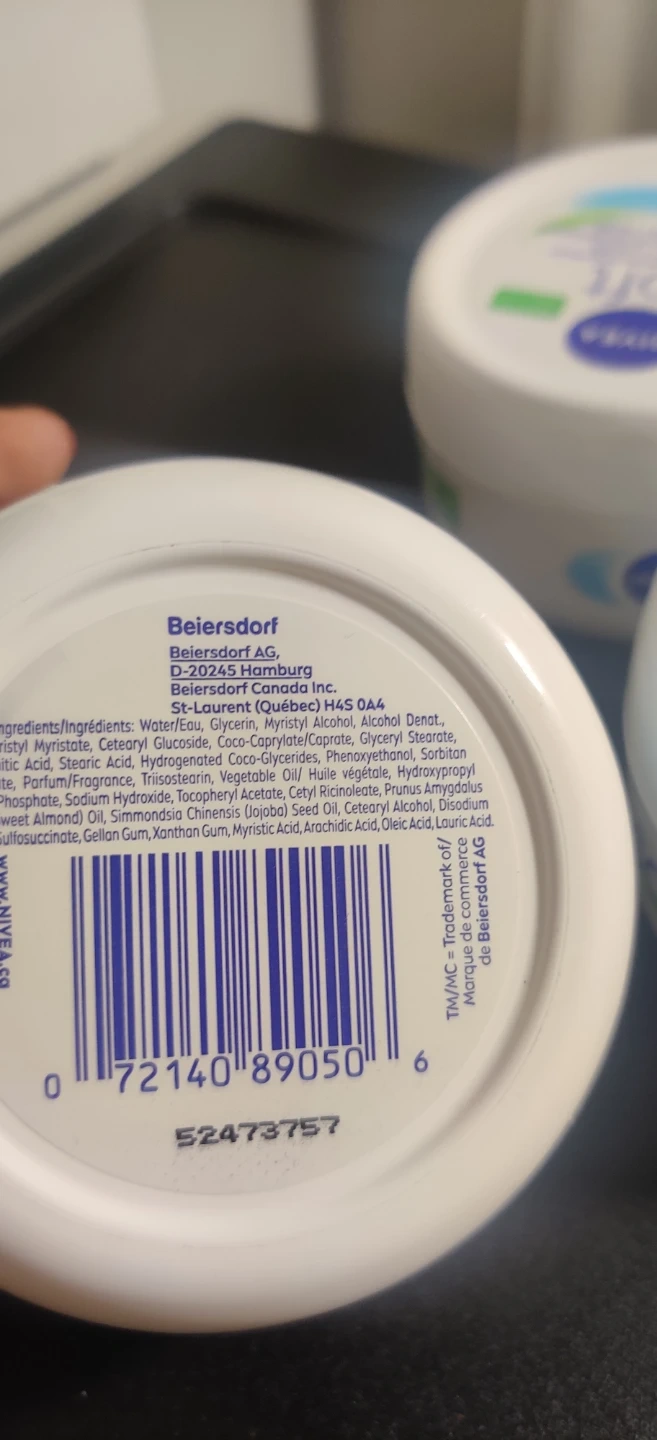 Beiersdorf
Beiersdorf AG,
D-20245 Hamburg
Beiersdorf Canada Inc.
St-Laurent (Québec) H4S 0A4
ngredients/Ingrédients: Water/Eau, Glycerin, Myristyl Alcohol, Alcohol Denat.,
ristyl Myristate, Cetearyl Glucoside, Coco-Caprylate/Caprate, Glyceryl Stearate,
itic Acid, Stearic Acid, Hydrogenated Coco-Glycerides, Phenoxyethanol, Sorbitan
te, Parfum/Fragrance, Triisostearin, Vegetable Oil/ Huile végétale, Hydroxypropyl
Phosphate, Sodium Hydroxide, Tocopheryl Acetate, Cetyl Ricinoleate, Prunus Amygdalus
weet Almond) Oil, Simmondsia Chinensis (Jojoba) Seed Oil, Cetearyl Alcohol, Disodium
Sulfosuccinate, Gellan Gum, Xanthan Gum, Myristic Acid, Arachidic Acid, Oleic Acid, Lauric Acid.
www.NIVEA.ca
TM/MC = Trademark of/
Marque de commerce
de Beiersdorf AG
0 72140 89050 6
52473757
NIVEA
oft